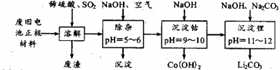 稀硫酸、SO₂
NaOH、空气
NaOH
NaOH、Na₂CO₃
废旧电池正极材料
溶解
除杂
pH=5~6
沉淀钴
pH=9~10
沉淀锂
pH=11~12
废渣
沉淀
Co(OH)₂
Li₂CO₃